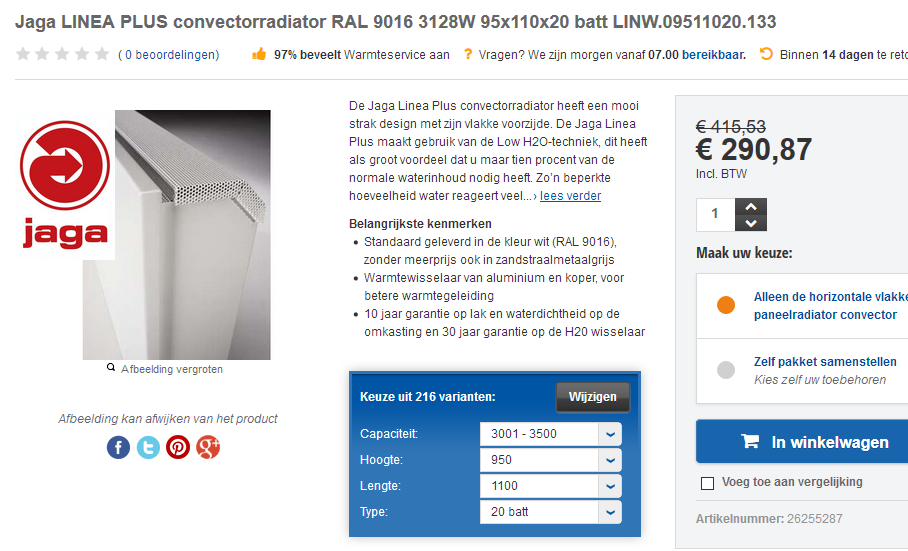 Jaga LINEA PLUS convectorradiator RAL 9016 3128W 95x110x20 batt LINW.09511020.133
( 0 beoordelingen) 97% beveelt Warmteservice aan ? Vragen? We zijn morgen vanaf 07.00 bereikbaar. Binnen 14 dagen te reto
jaga
Afbeelding vergroten
Afbeelding kan afwijken van het product
De Jaga Linea Plus convectorradiator heeft een mooi
strak design met zijn vlakke voorzijde. De Jaga Linea
Plus maakt gebruik van de Low H2O-techniek, dit heeft
als groot voordeel dat u maar tien procent van de
normale waterinhoud nodig heeft. Zo'n beperkte
hoeveelheid water reageert veel...› lees verder
Belangrijkste kenmerken
• Standaard geleverd in de kleur wit (RAL 9016),
zonder meerprijs ook in zandstraalmetaalgrijs
• Warmtewisselaar van aluminium en koper, voor
betere warmtegeleiding
• 10 jaar garantie op lak en waterdichtheid op de
omkasting en 30 jaar garantie op de H20 wisselaar
Keuze uit 216 varianten: Wijzigen
Capaciteit: 3001 - 3500
Hoogte: 950
Lengte: 1100
Type: 20 batt
€ 415,53
€ 290,87
Incl. BTW
1
Maak uw keuze:
Alleen de horizontale vlakke
paneelradiator convector
Zelf pakket samenstellen
Kies zelf uw toebehoren
In winkelwagen
Voeg toe aan vergelijking
Artikelnummer: 26255287